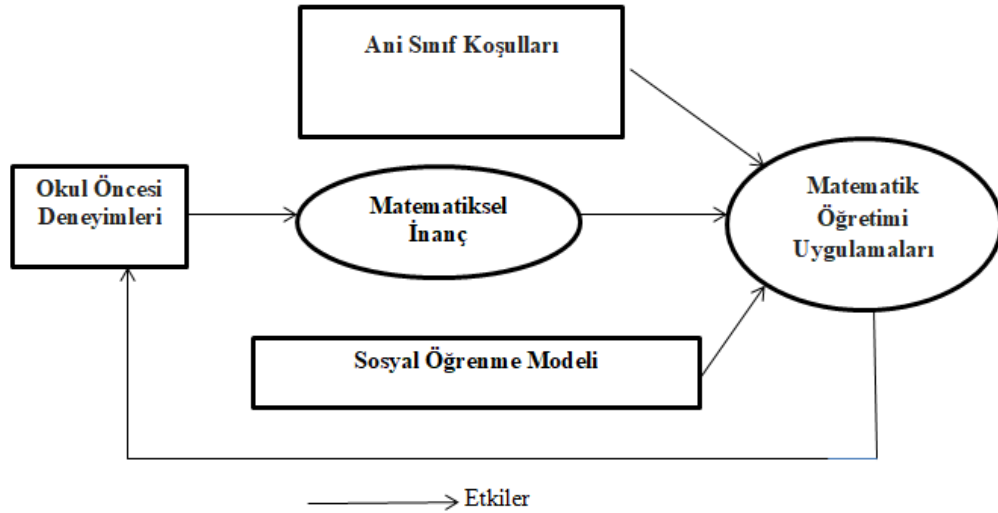 Ani Sınıf Koşulları
Okul Öncesi
Deneyimleri
Matematiksel
İnanç
Matematik
Öğretimi
Uygulamaları
Sosyal Öğrenme Modeli
Etkiler